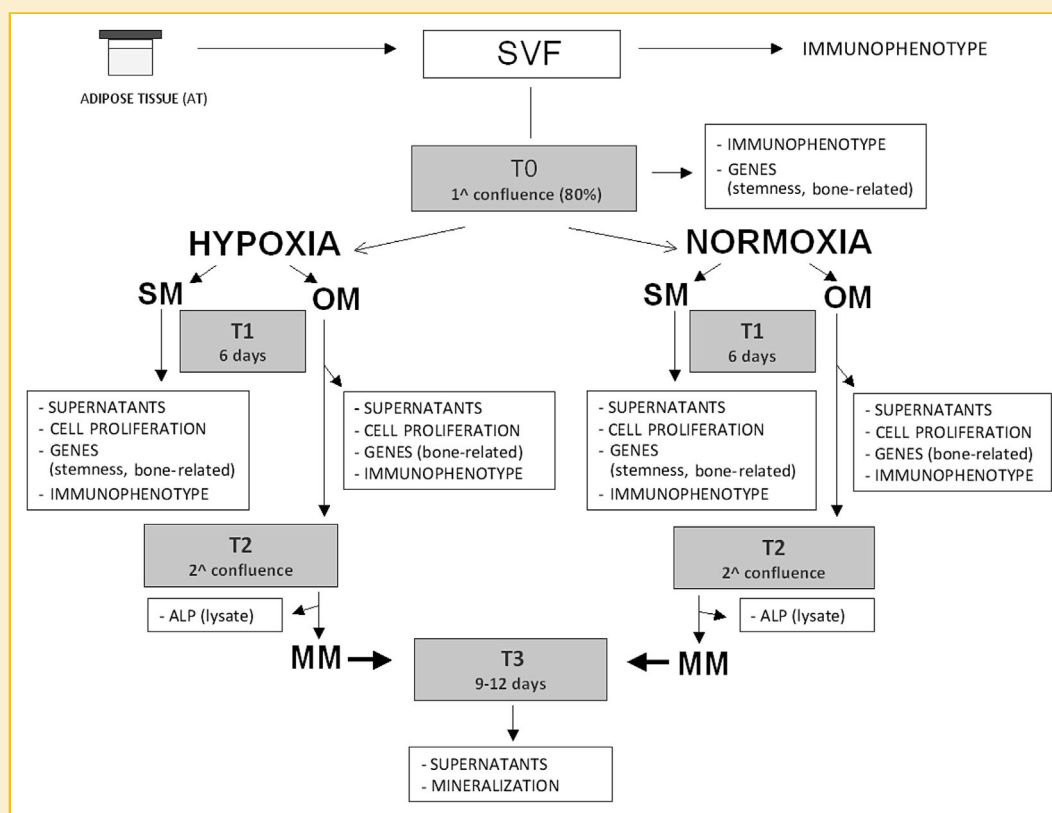 SVF
IMMUNOPHENOTYPE
ADIPOSE TISSUE (AT)
T0
1^ confluence (80%)
- IMMUNOPHENOTYPE
- GENES
(stemness, bone-related)
HYPOXIA
NORMOXIA
SM
OM
SM
OM
T1
6 days
T1
6 days
- SUPERNATANTS
- CELL PROLIFERATION
- GENES
(stemness, bone-related)
- IMMUNOPHENOTYPE
- SUPERNATANTS
- CELL PROLIFERATION
- GENES (bone-related)
- IMMUNOPHENOTYPE
- SUPERNATANTS
- CELL PROLIFERATION
- GENES
(stemness, bone-related)
- IMMUNOPHENOTYPE
- SUPERNATANTS
- CELL PROLIFERATION
- GENES (bone-related)
- IMMUNOPHENOTYPE
T2
2^ confluence
T2
2^ confluence
- ALP (lysate)
- ALP (lysate)
MM
T3
9-12 days
MM
- SUPERNATANTS
- MINERALIZATION